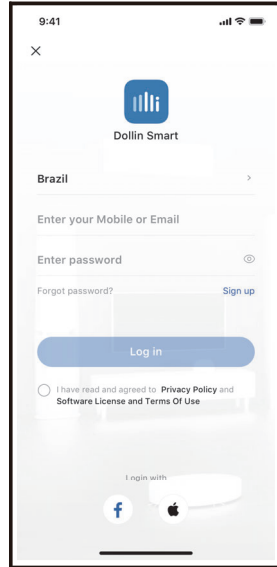 9:41
Dollin Smart
Brazil
Enter your Mobile or Email
Enter password
Forgot password?
Sign up
Log in
I have read and agreed to Privacy Policy and
Software License and Terms Of Use
Login with